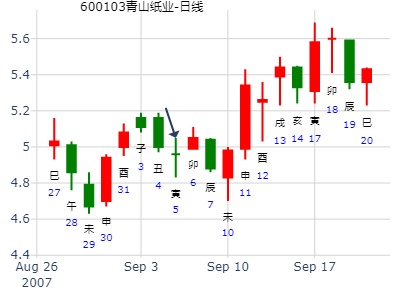 600103青山纸业-日线
5.6
5.4
5.2
5
4.8
4.6
4.4
巳
27
午
28
未
29
申
30
酉
31
子
3
丑
4
寅
5
卯
6
辰
7
未
10
申
11
酉
12
戌
13
亥
14
寅
17
卯
18
辰
19
巳
20
Aug 26
2007
Sep 3
Sep 10
Sep 17